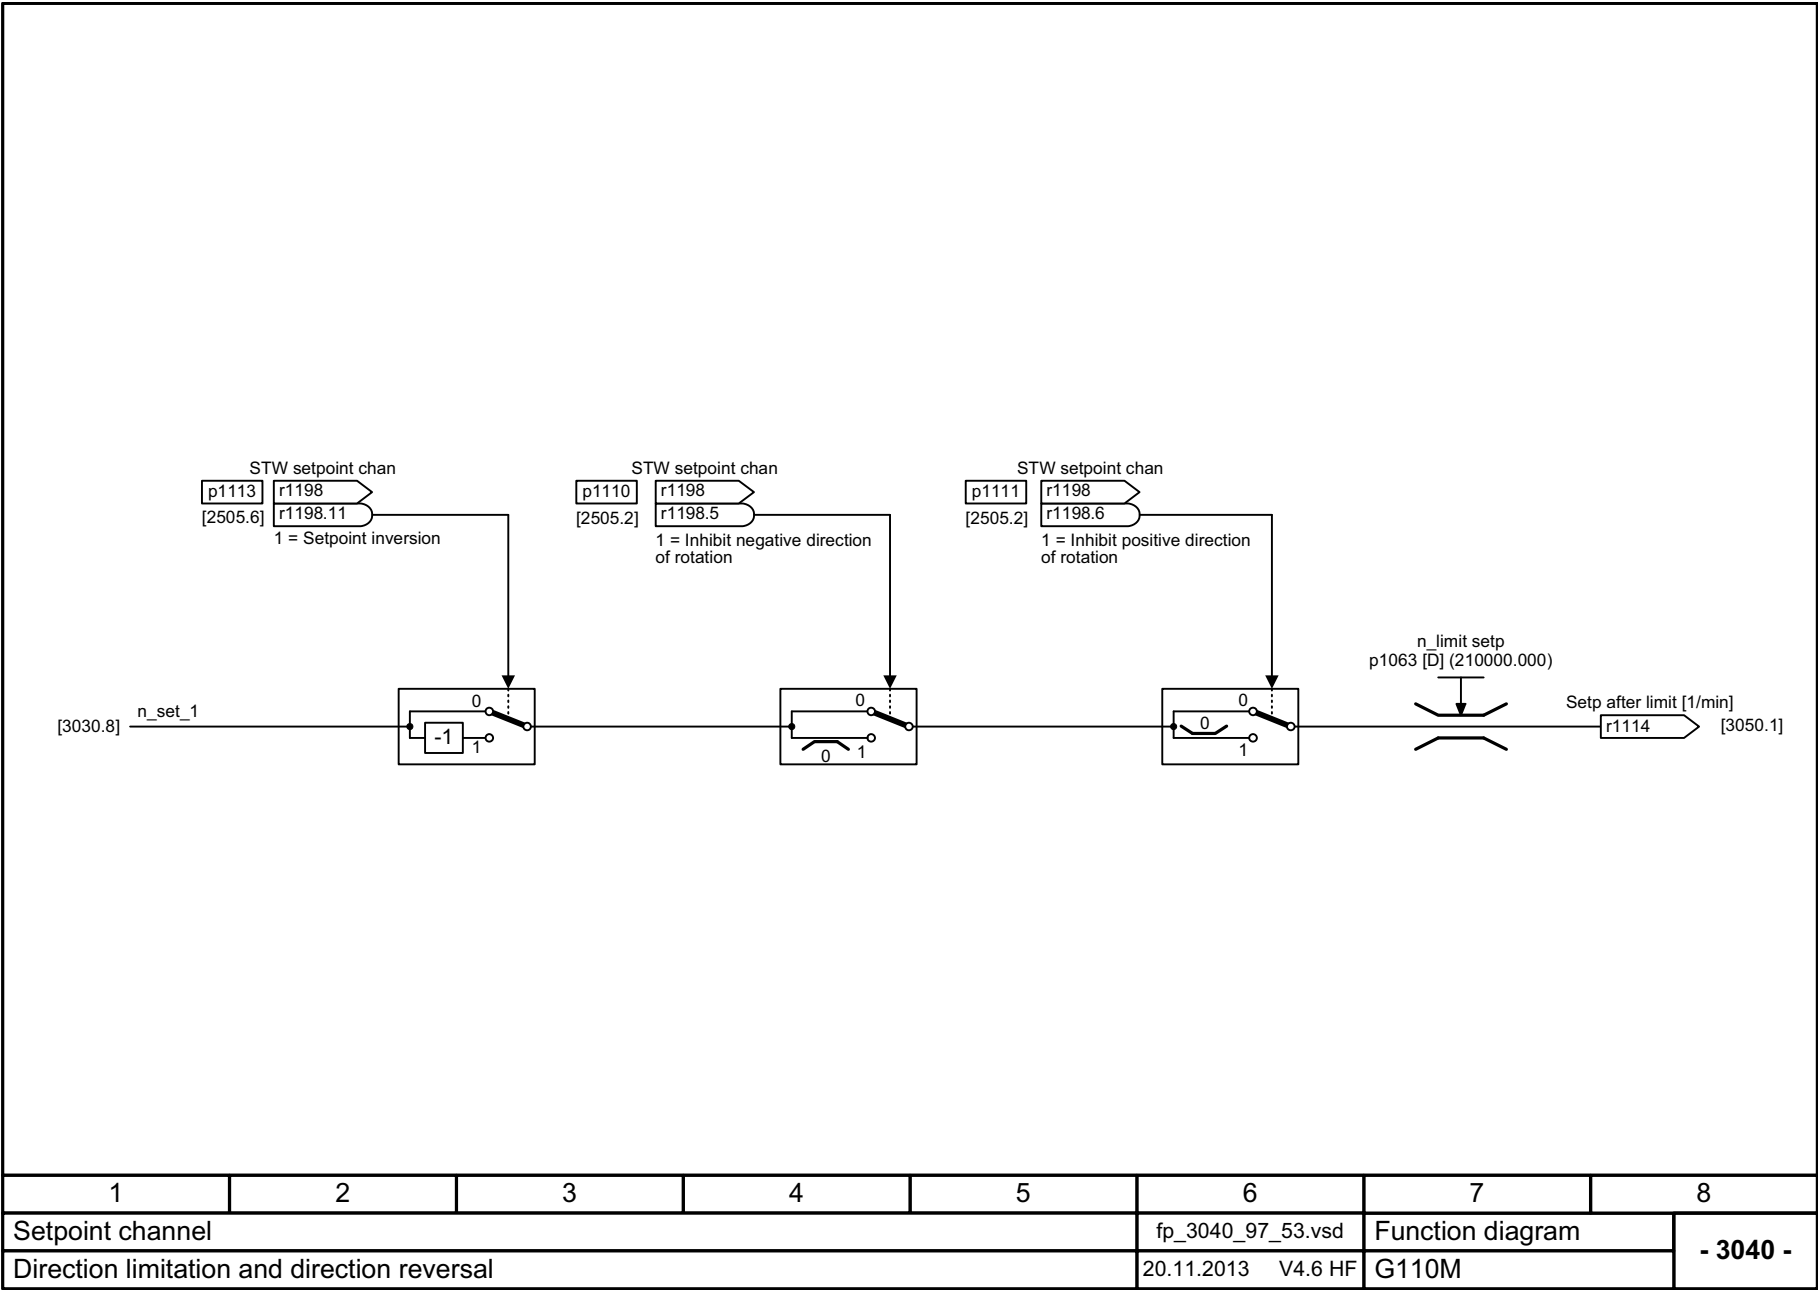 STW setpoint chan
p1113 r1198
[2505.6] r1198.11
1 = Setpoint inversion
STW setpoint chan
p1110 r1198
[2505.2] r1198.5
1 = Inhibit negative direction
of rotation
STW setpoint chan
p1111 r1198
[2505.2] r1198.6
1 = Inhibit positive direction
of rotation
n_limit setp
p1063 [D] (210000.000)
[3030.8] n_set_1
0
-1
1
0
0
1
0
0
1
Setp after limit [1/min]
r1114 [3050.1]
1 2 3 4 5 6 7 8
Setpoint channel fp_3040_97_53.vsd Function diagram
- 3040 -
Direction limitation and direction reversal 20.11.2013 V4.6 HF G110M